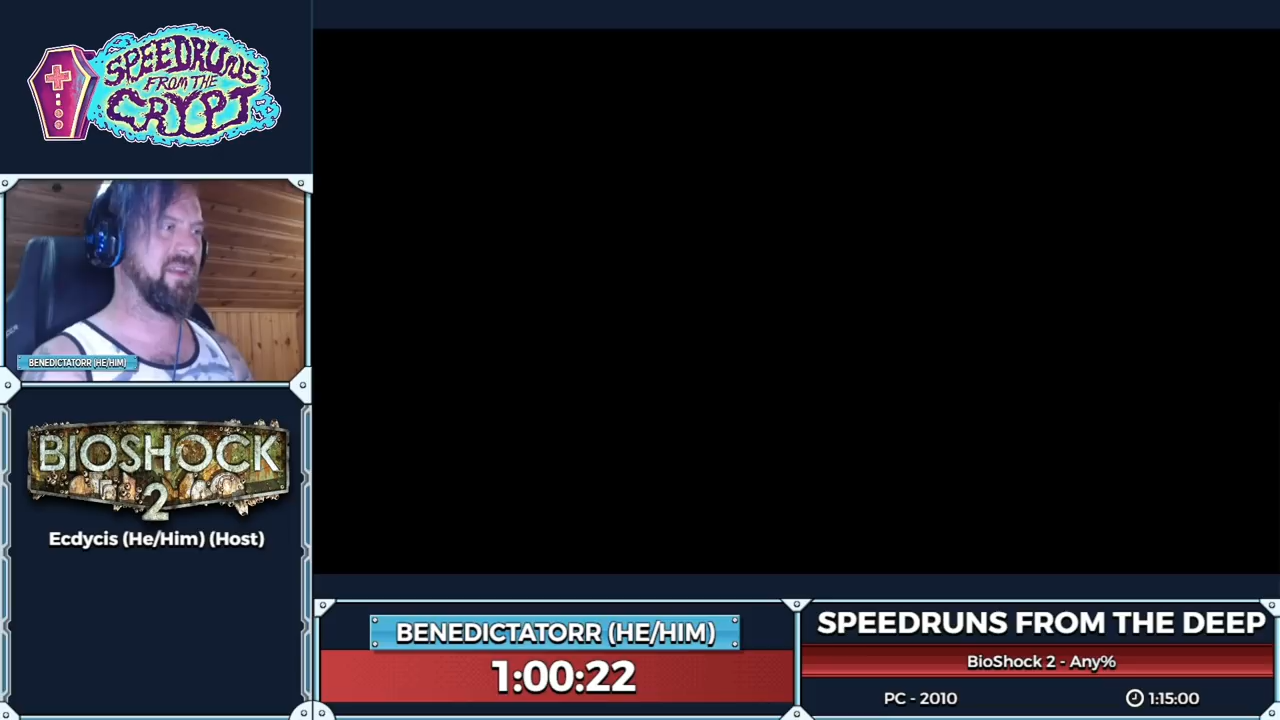 SPEEDRUNS
FROM THE
CRYPT
BENEDICTATORR (HE/HIM)
BIOSHOCK
2
Ecdycis (He/Him) (Host)
BENEDICTATORR (HE/HIM)
1:00:22
SPEEDRUNS FROM THE DEEP
BioShock 2 - Any%
PC - 2010
1:15:00